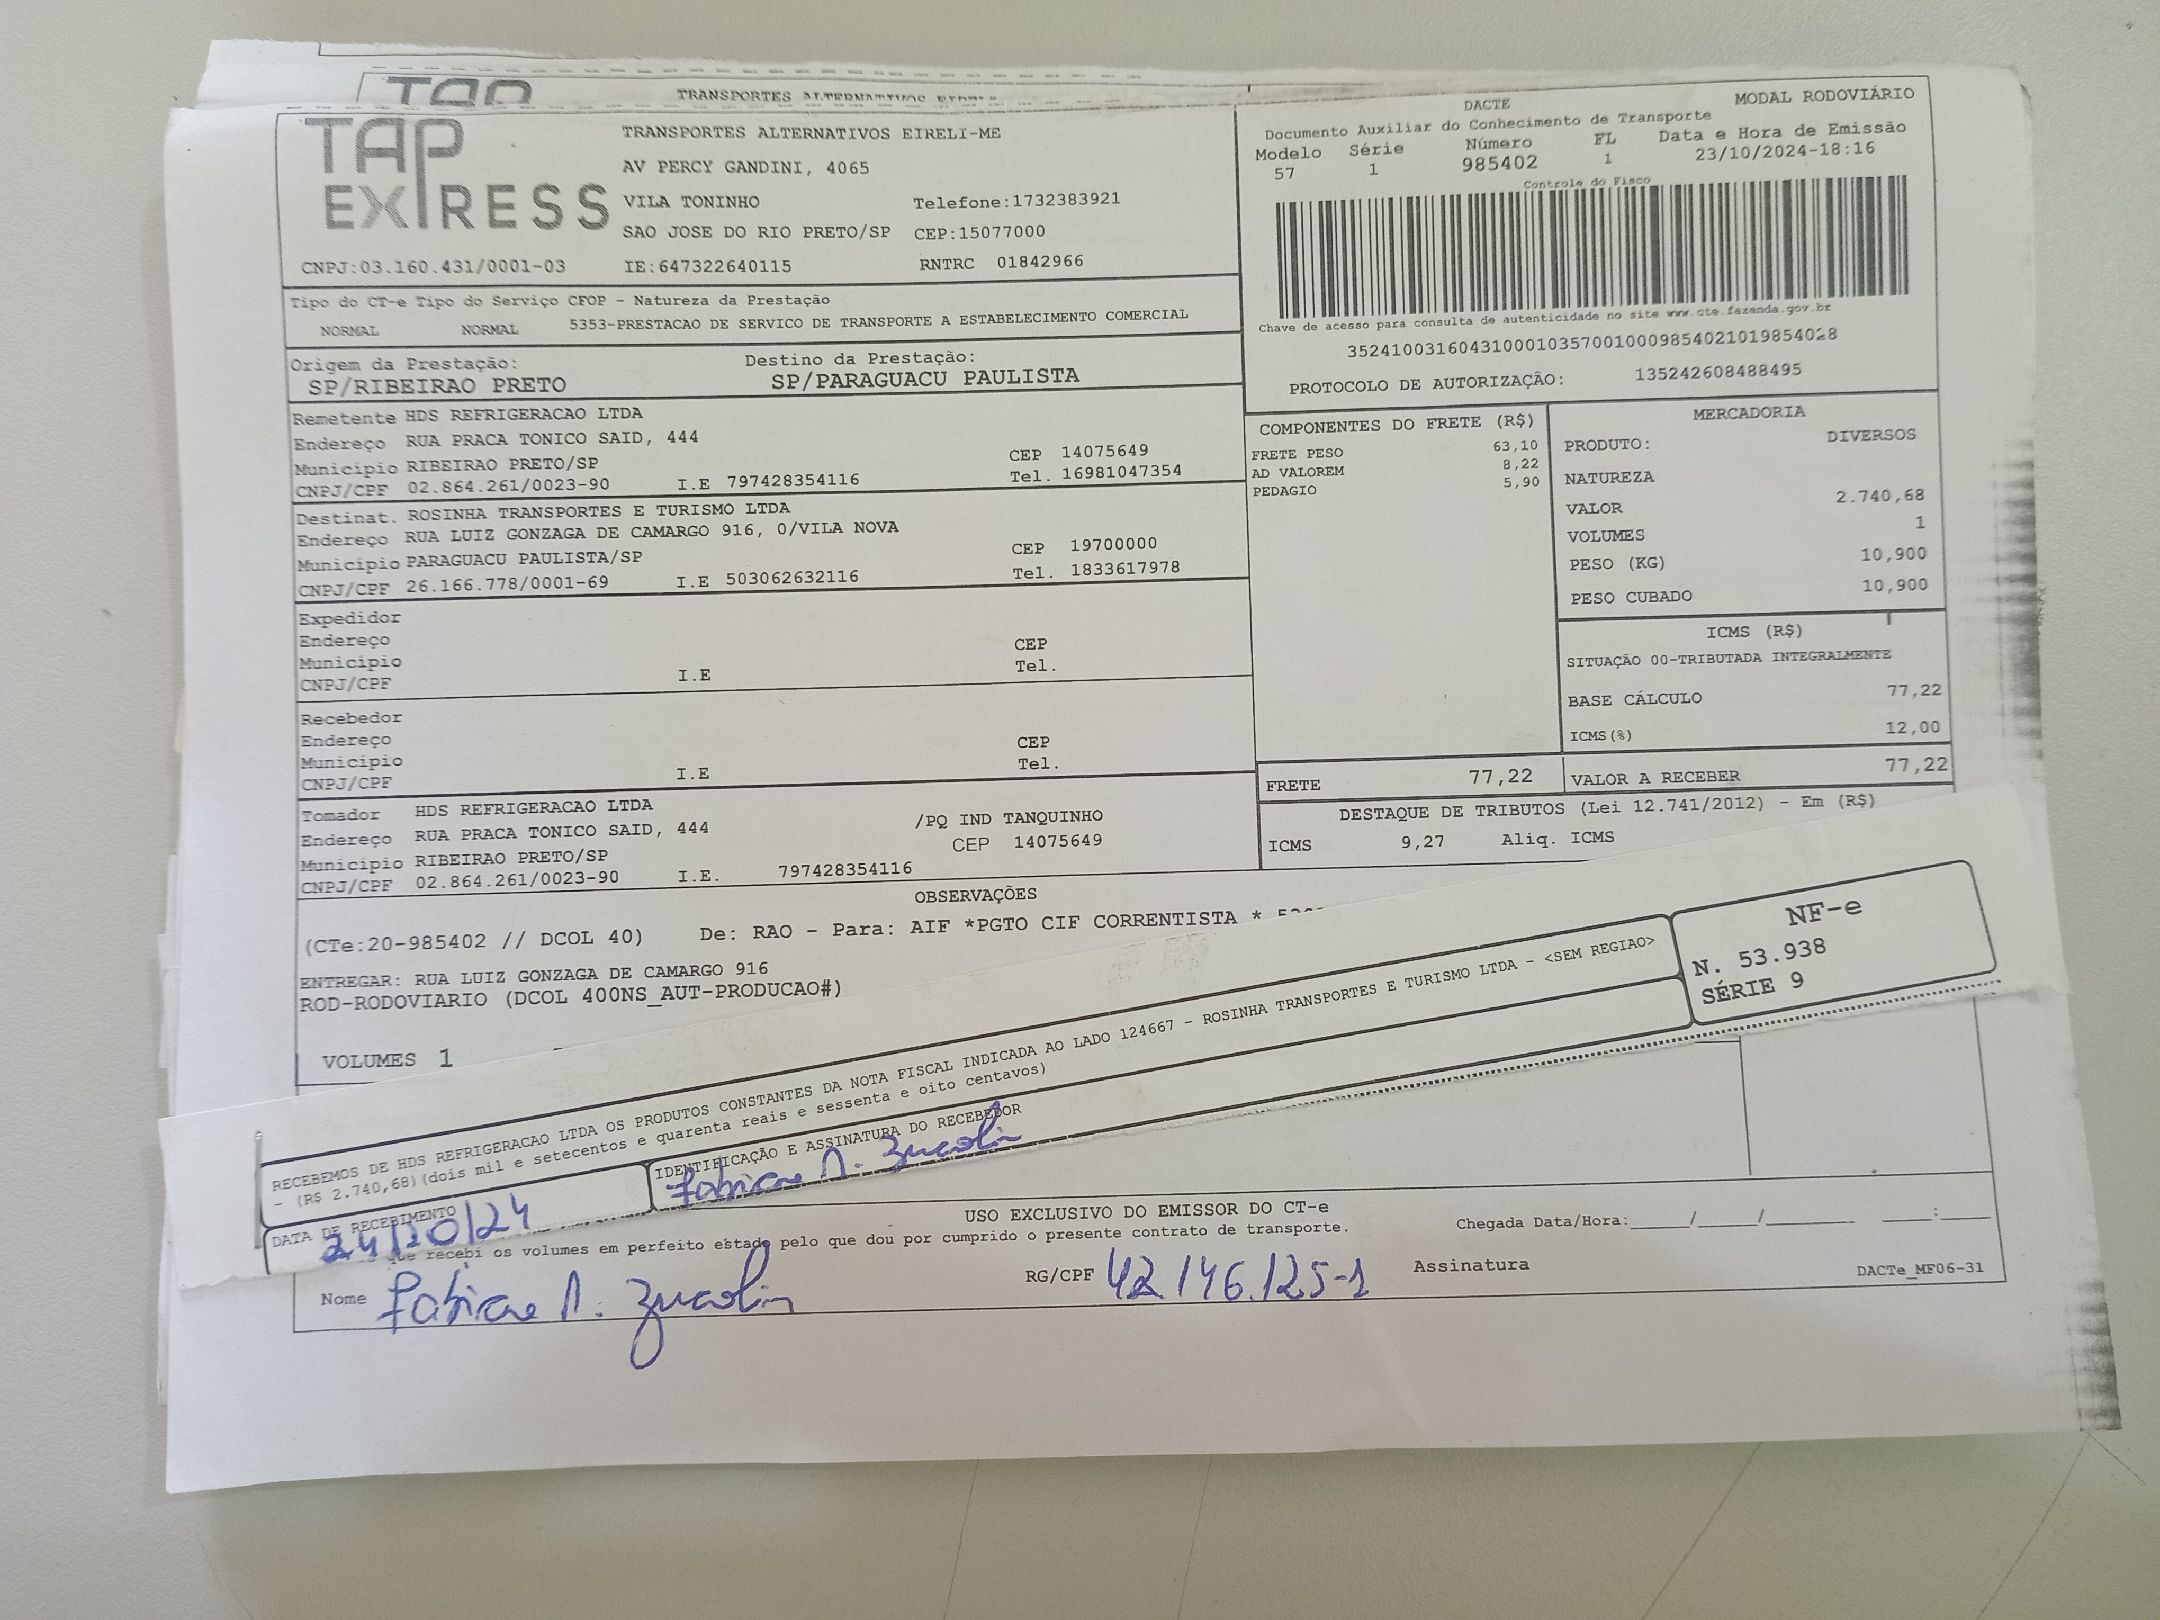 TRANSPORTES ALTERNATIVOS EIRELI
TAP EXPRESS
TRANSPORTES ALTERNATIVOS EIRELI-ME
AV PERCY GANDINI, 4065
VILA TONINHO Telefone:1732383921
SAO JOSE DO RIO PRETO/SP CEP:15077000
CNPJ:03.160.431/0001-03 IE:647322640115 RNTRC 01842966
DACTE MODAL RODOVIÁRIO
Documento Auxiliar do Conhecimento de Transporte
Modelo Série Número FL Data e Hora de Emissão
57 1 985402 1 23/10/2024-18:16
Controle do Fisco
Chave de acesso para consulta de autenticidade no site www.cte.fazenda.gov.br
35241003160431000103570010009854021019854028
PROTOCOLO DE AUTORIZAÇÃO: 135242608488495
Tipo do CT-e Tipo do Serviço CFOP - Natureza da Prestação
NORMAL NORMAL 5353-PRESTACAO DE SERVICO DE TRANSPORTE A ESTABELECIMENTO COMERCIAL
Origem da Prestação: Destino da Prestação:
SP/RIBEIRAO PRETO SP/PARAGUACU PAULISTA
Remetente HDS REFRIGERACAO LTDA
Endereço RUA PRACA TONICO SAID, 444
Município RIBEIRAO PRETO/SP CEP 14075649
CNPJ/CPF 02.864.261/0023-90 I.E 797428354116 Tel. 16981047354
Destinat. ROSINHA TRANSPORTES E TURISMO LTDA
Endereço RUA LUIZ GONZAGA DE CAMARGO 916, 0/VILA NOVA
Município PARAGUACU PAULISTA/SP CEP 19700000
CNPJ/CPF 26.166.778/0001-69 I.E 503062632116 Tel. 1833617978
Expedidor
Endereço CEP
Município Tel.
CNPJ/CPF I.E
Recebedor
Endereço CEP
Município Tel.
CNPJ/CPF I.E
Tomador HDS REFRIGERACAO LTDA
Endereço RUA PRACA TONICO SAID, 444 /PQ IND TANQUINHO
Município RIBEIRAO PRETO/SP CEP 14075649
CNPJ/CPF 02.864.261/0023-90 I.E. 797428354116
COMPONENTES DO FRETE (R$)
FRETE PESO 63,10
AD VALOREM 8,22
PEDAGIO 5,90
MERCADORIA
PRODUTO: DIVERSOS
NATUREZA
VALOR 2.740,68
VOLUMES 1
PESO (KG) 10,900
PESO CUBADO 10,900
ICMS (R$)
SITUAÇÃO 00-TRIBUTADA INTEGRALMENTE
BASE CÁLCULO 77,22
ICMS(%) 12,00
FRETE 77,22 VALOR A RECEBER 77,22
DESTAQUE DE TRIBUTOS (Lei 12.741/2012) - Em (R$)
ICMS 9,27 Aliq. ICMS
OBSERVAÇÕES
(CTe:20-985402 // DCOL 40) De: RAO - Para: AIF *PGTO CIF CORRENTISTA *
ENTREGAR: RUA LUIZ GONZAGA DE CAMARGO 916
ROD-RODOVIARIO (DCOL 400NS_AUT-PRODUCAO#)
VOLUMES 1
RECEBEMOS DE HDS REFRIGERACAO LTDA OS PRODUTOS CONSTANTES DA NOTA FISCAL INDICADA AO LADO 124667 - ROSINHA TRANSPORTES E TURISMO LTDA - <SEM REGIAO>
- (R$ 2.740,68)(dois mil e setecentos e quarenta reais e sessenta e oito centavos)
NF-e
N. 53.938
SÉRIE 9
DATA DE RECEBIMENTO IDENTIFICAÇÃO E ASSINATURA DO RECEBEDOR
24/10/24 Fabiane A. Zucolin
USO EXCLUSIVO DO EMISSOR DO CT-e
que recebi os volumes em perfeito estado pelo que dou por cumprido o presente contrato de transporte.
Chegada Data/Hora:_____/_____/_________ _____:_____
Nome Fabiane A. Zucolin RG/CPF 42.146.125-1 Assinatura
DACTe_MF06-31